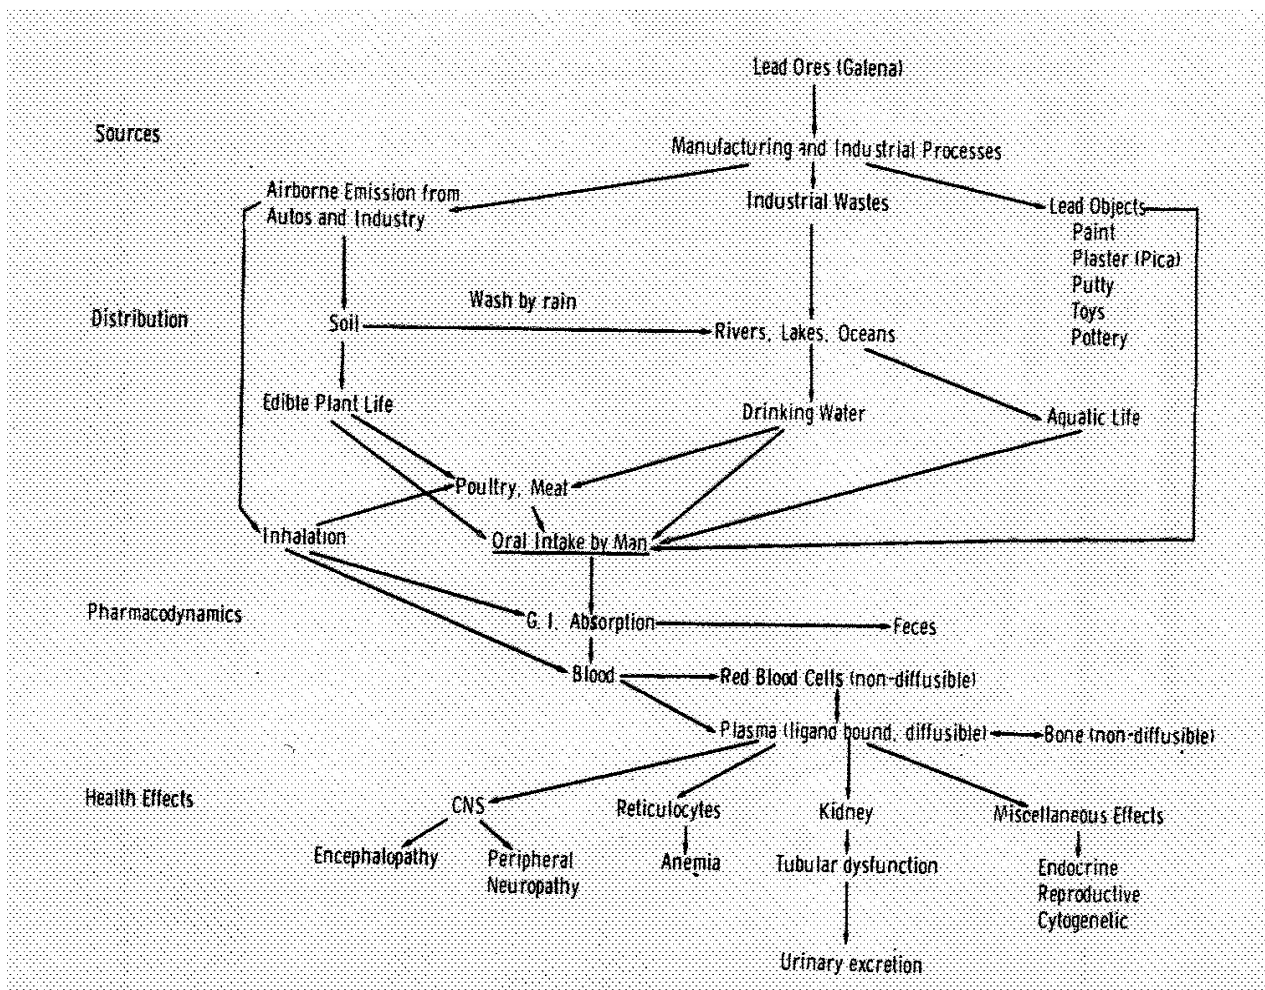 Lead Ores (Galena)
Sources
Manufacturing and Industrial Processes
Airborne Emission from
Autos and Industry
Industrial Wastes
Lead Objects
Paint
Plaster (Pica)
Putty
Toys
Pottery
Distribution
Wash by rain
Soil
Rivers, Lakes, Oceans
Edible Plant Life
Drinking Water
Aquatic Life
Poultry, Meat
Inhalation
Oral Intake by Man
Pharmacodynamics
G. I. Absorption
Feces
Blood
Red Blood Cells (non-diffusible)
Plasma (ligand bound, diffusible)
Bone (non-diffusible)
Health Effects
CNS
Reticulocytes
Kidney
Miscellaneous Effects
Encephalopathy
Peripheral
Neuropathy
Anemia
Tubular dysfunction
Endocrine
Reproductive
Cytogenetic
Urinary excretion